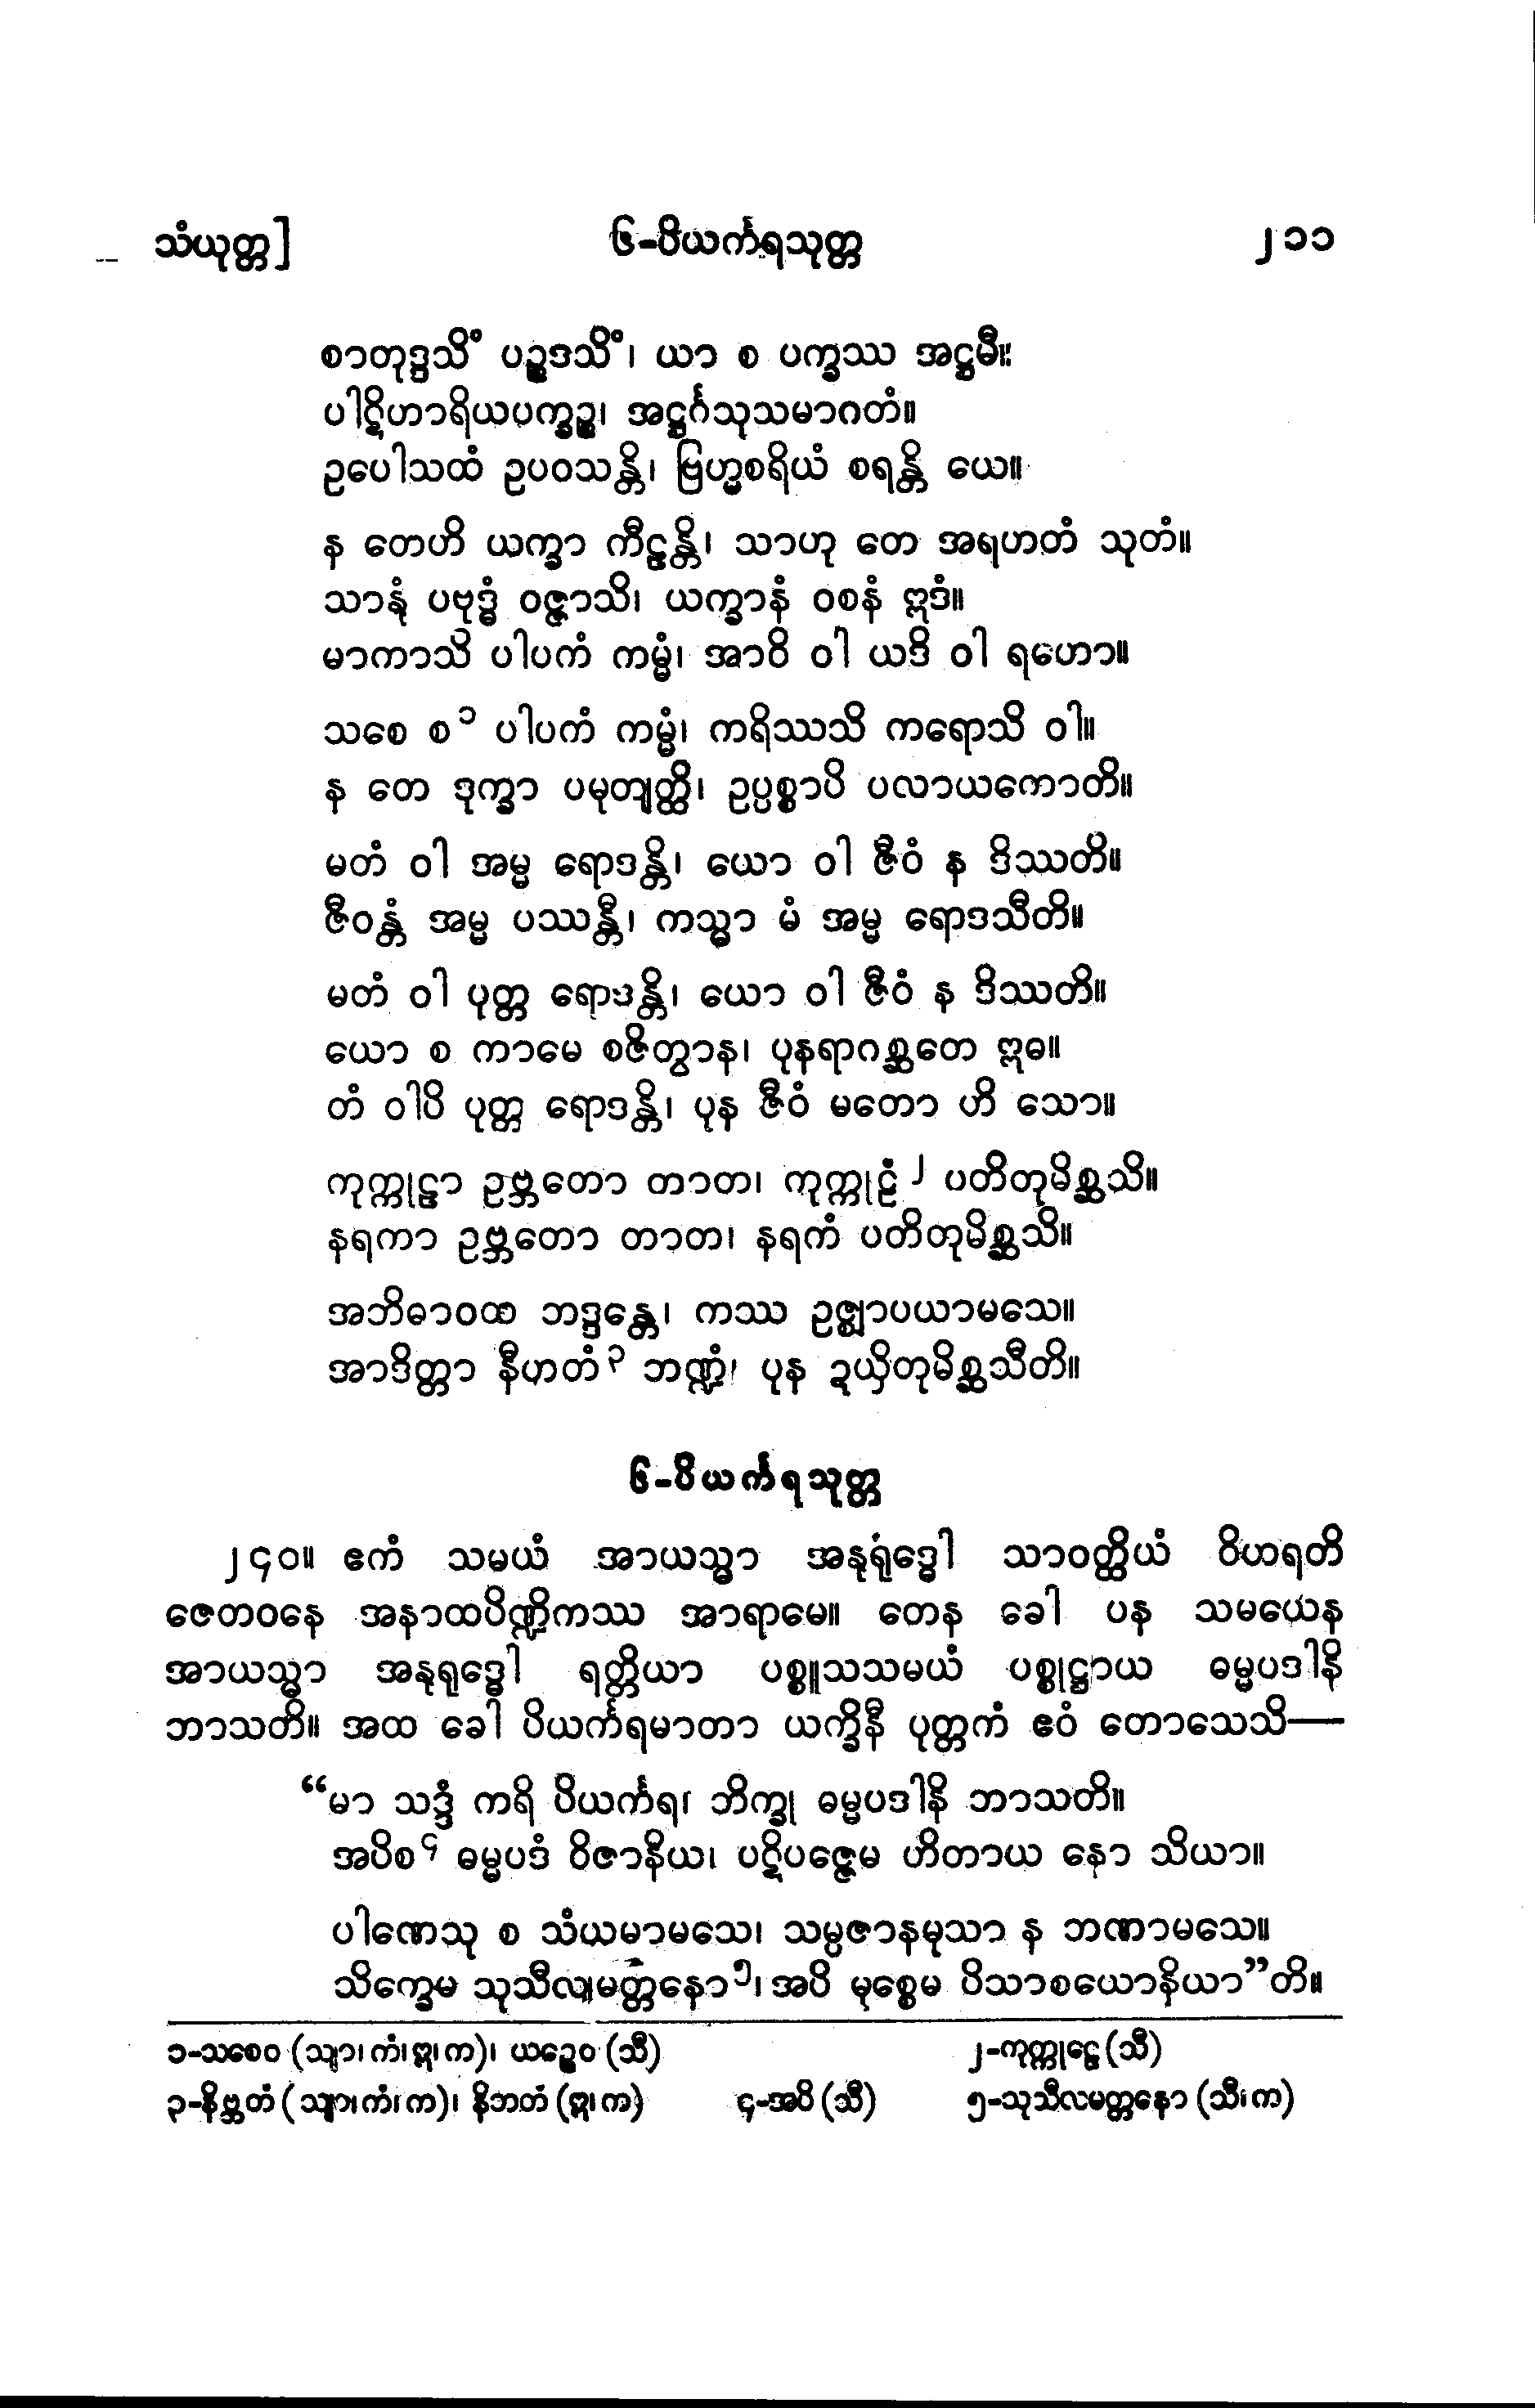 သံယုတ္တ] ၆-ပိယင်္ကရသုတ္တ ၂၁၁
စာတုဒ္ဒသိံ ပဉ္စဒသိံ၊ ယာ စ ပက္ခဿ အဋ္ဌမီ။
ပါဋိဟာရိယပက္ခဉ္စ၊ အဋ္ဌင်္ဂသုသမာဂတံ။
ဥပေါသထံ ဥပဝသန္တိ၊ ဗြဟ္မစရိယံ စရန္တိ ယေ။
န တေဟိ ယက္ခာ ကီဠန္တိ၊ သာဟု တေ အရဟတံ သုတံ။
သာနုံ ပဗုဒ္ဓံ ဝဇ္ဇာသိ၊ ယက္ခာနံ ဝစနံ ဣဒံ။
မာကာသိ ပါပကံ ကမ္မံ၊ အာဝိ ဝါ ယဒိ ဝါ ရဟော။
သစေ စ ၁ ပါပကံ ကမ္မံ၊ ကရိဿသိ ကရောသိ ဝါ။
န တေ ဒုက္ခာ ပမုတျတ္ထိ၊ ဥပ္ပစ္စာပိ ပလာယကောတိ။
မတံ ဝါ အမ္မ ရောဒန္တိ၊ ယော ဝါ ဇီဝံ န ဒိဿတိ။
ဇီဝန္တံ အမ္မ ပဿန္တီ၊ ကသ္မာ မံ အမ္မ ရောဒသီတိ။
မတံ ဝါ ပုတ္တ ရောဒန္တိ၊ ယော ဝါ ဇီဝံ န ဒိဿတိ။
ယော စ ကာမေ စဇိတွာန၊ ပုနရာဂစ္ဆတေ ဣဓ။
တံ ဝါပိ ပုတ္တ ရောဒန္တိ၊ ပုန ဇီဝံ မတော ဟိ သော။
ကုက္ကုဠာ ဥဗ္ဘတော တာတ၊ ကုက္ကုဠံ ၂ ပတိတုမိစ္ဆသိ။
နရကာ ဥဗ္ဘတော တာတ၊ နရကံ ပတိတုမိစ္ဆသိ။
အဘိဓာဝထ ဘဒ္ဒန္တေ၊ ကဿ ဥဇ္ဈာပယာမသေ။
အာဒိတ္တာ နီဟတံ ၃ ဘဏ္ဍံ၊ ပုန ဍယှိတုမိစ္ဆသီတိ။
၆-ပိယင်္ကရသုတ္တ
၂၄၀။ ဧကံ သမယံ အာယသ္မာ အနုရုဒ္ဓေါ သာဝတ္ထိယံ ဝိဟရတိ
ဇေတဝနေ အနာထပိဏ္ဍိကဿ အာရာမေ။ တေန ခေါ ပန သမယေန
အာယသ္မာ အနုရုဒ္ဓေါ ရတ္တိယာ ပစ္စူသသမယံ ပစ္စုဋ္ဌာယ ဓမ္မပဒါနိ
ဘာသတိ။ အထ ခေါ ပိယင်္ကရမာတာ ယက္ခိနီ ပုတ္တကံ ဧဝံ တောသေသိ—
“မာ သဒ္ဒံ ကရိ ပိယင်္ကရ၊ ဘိက္ခု ဓမ္မပဒါနိ ဘာသတိ။
အပိစ ၄ ဓမ္မပဒံ ဝိဇာနိယ၊ ပဋိပဇ္ဇေမ ဟိတာယ နော သိယာ။
ပါဏေသု စ သံယမာမသေ၊ သမ္ပဇာနမုသာ န ဘဏာမသေ။
သိက္ခေမ သုသီလျမတ္တနော ၅၊ အပိ မုစ္စေမ ပိသာစယောနိယာ”တိ။
၁-သစေဝ (သျာ၊ ကံ၊ ဣ၊ က)၊ ယဉ္စေဝ (သီ) ၂-ကုက္ကုဠေ (သီ)
၃-နိဗ္ဘတံ (သျာ၊ ကံ၊ က)၊ နိဘတံ (ဣ၊ က) ၄-အပိ (သီ) ၅-သုသီလမတ္တနော (သီ၊ က)